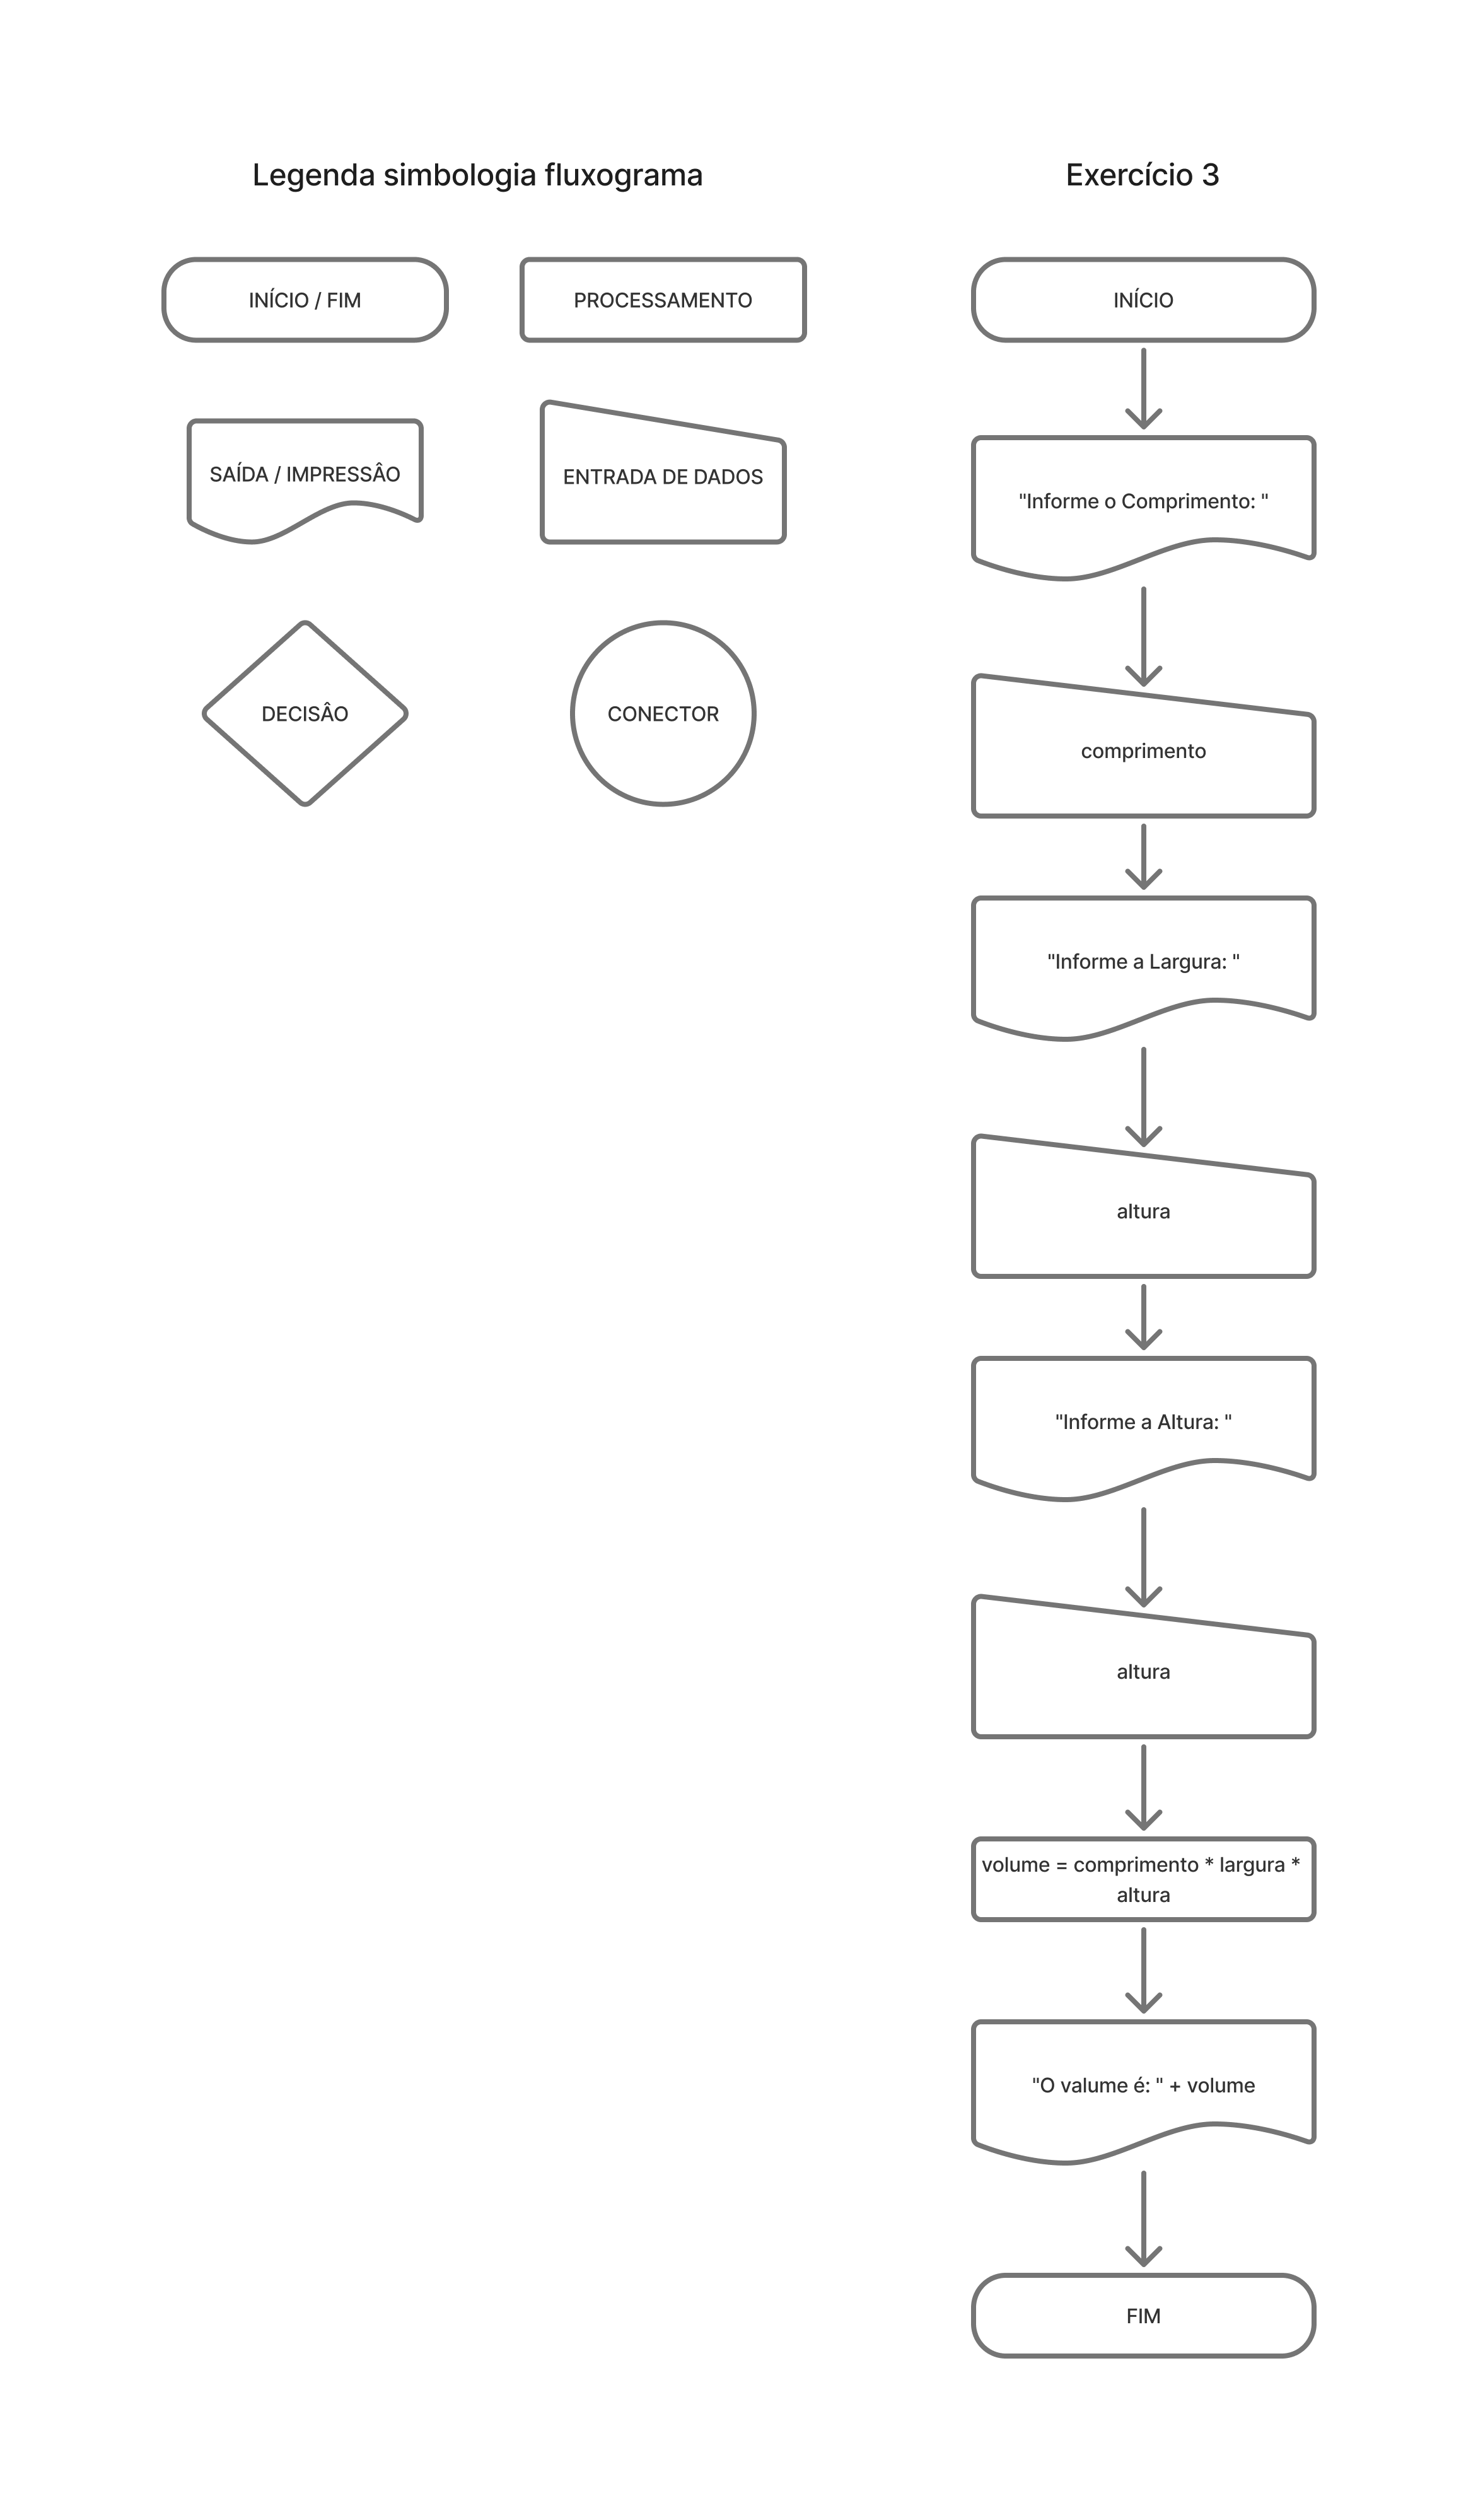 Legenda simbologia fluxograma
INÍCIO / FIM
PROCESSAMENTO
SAÍDA / IMPRESSÂO
ENTRADA DE DADOS
DECISÂO
CONECTOR
Exercício 3
INÍCIO
"Informe o Comprimento: "
comprimento
"Informe a Largura: "
altura
"Informe a Altura: "
altura
volume = comprimento * largura *
altura
"O valume é: " + volume
FIM